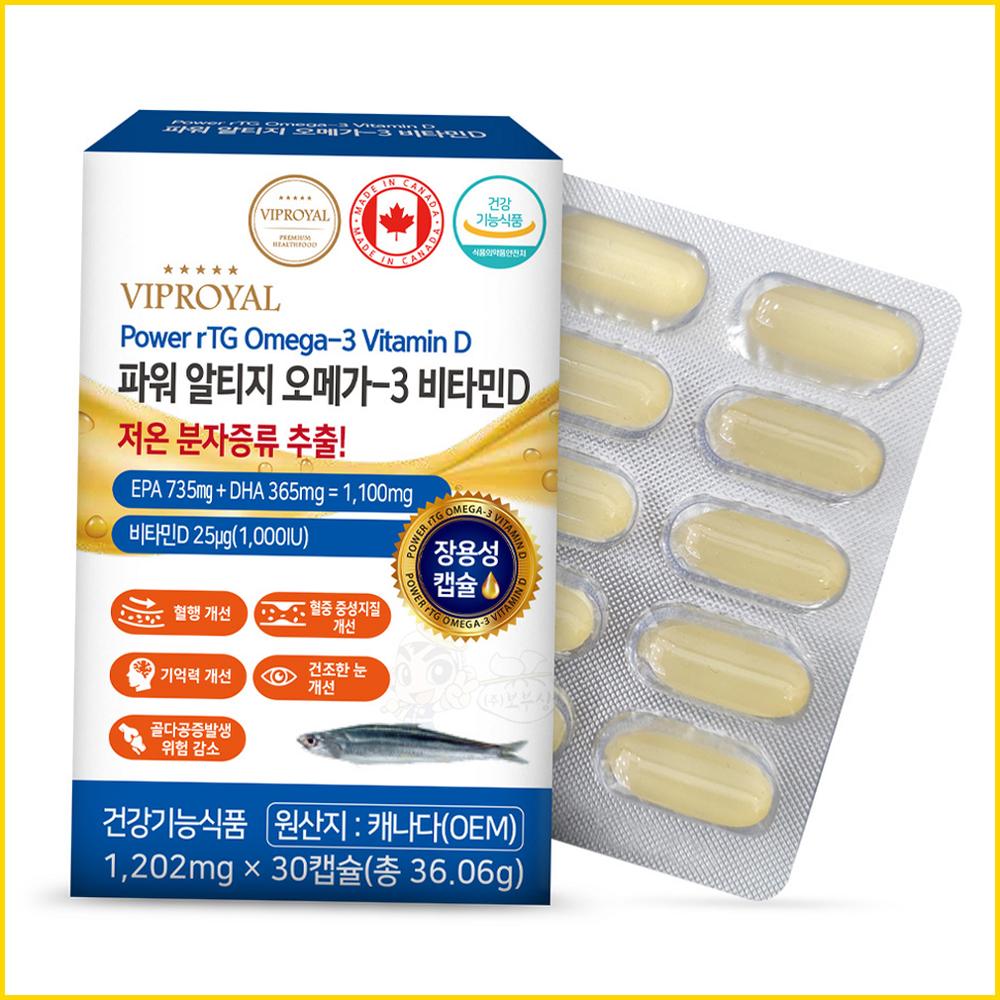 Power rTG Omega-3 Vitamin D
파워 알티지 오메가-3 비타민D
VIPROYAL
PREMIUM
HEALTHFOOD
MADE IN CANADA
MADE IN CANADA
건강
기능식품
식품의약품안전처
VIPROYAL
Power rTG Omega-3 Vitamin D
파워 알티지 오메가-3 비타민D
저온 분자증류 추출!
EPA 735㎎ + DHA 365mg = 1,100mg
비타민D 25μg(1,000IU)
POWER rTG OMEGA-3 VITAMIN D
장용성
캡슐
POWER rTG OMEGA-3 VITAMIN D
혈행 개선
혈중 중성지질
개선
기억력 개선
건조한 눈
개선
골다공증발생
위험 감소
(주)보부상
건강기능식품
원산지 : 캐나다(OEM)
1,202mg × 30캡슐(총 36.06g)